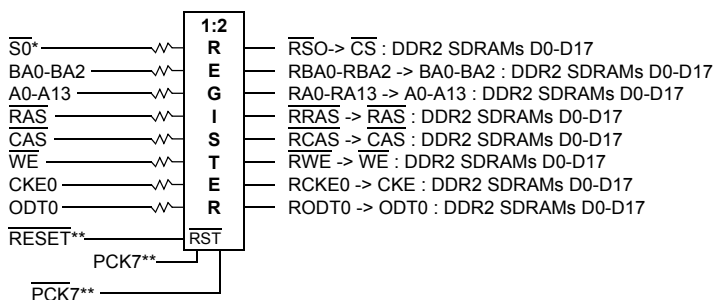 1:2
REGISTER
S0* RSO-> CS : DDR2 SDRAMs D0-D17
BA0-BA2 RBA0-RBA2 -> BA0-BA2 : DDR2 SDRAMs D0-D17
A0-A13 RA0-RA13 -> A0-A13 : DDR2 SDRAMs D0-D17
RAS RRAS -> RAS : DDR2 SDRAMs D0-D17
CAS RCAS -> CAS : DDR2 SDRAMs D0-D17
WE RWE -> WE : DDR2 SDRAMs D0-D17
CKE0 RCKE0 -> CKE : DDR2 SDRAMs D0-D17
ODT0 RODT0 -> ODT0 : DDR2 SDRAMs D0-D17
RESET** RST
PCK7**
PCK7**